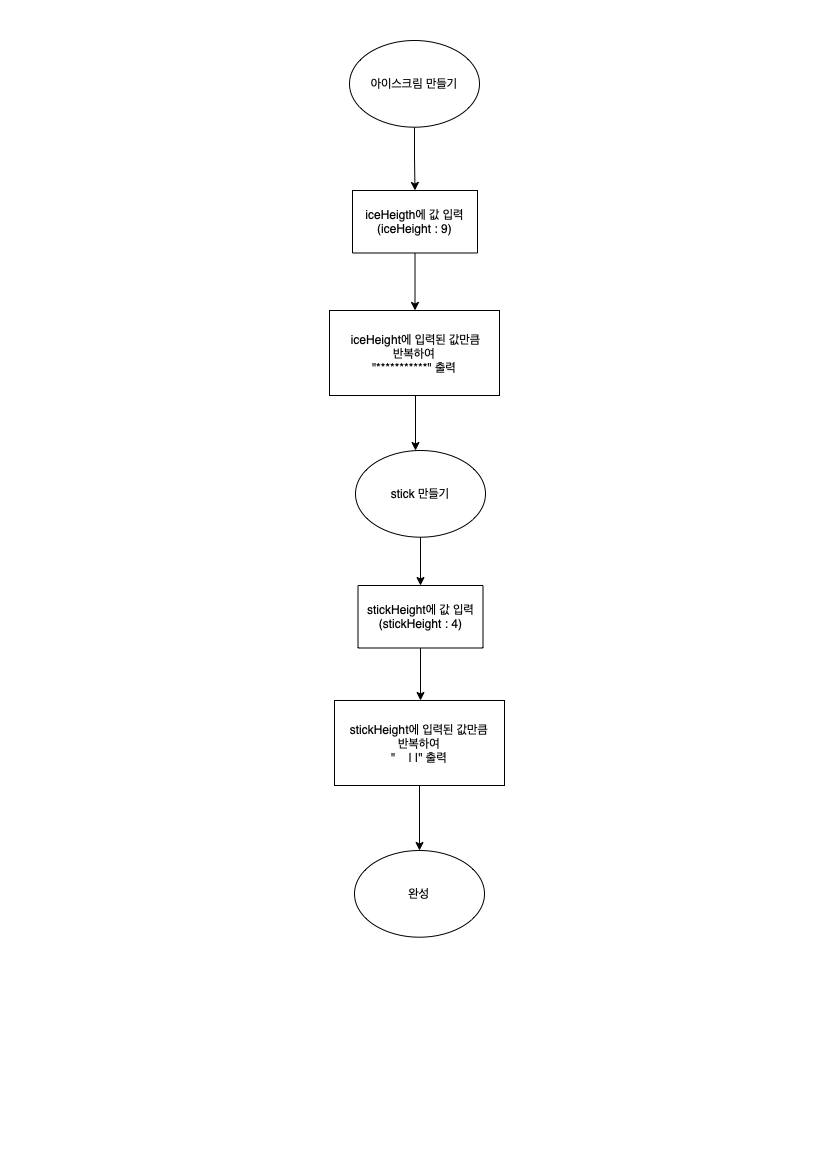 아이스크림 만들기
iceHeigth에 값 입력
(iceHeight : 9)
iceHeight에 입력된 값만큼
반복하여
"***********" 출력
stick 만들기
stickHeight에 값 입력
(stickHeight : 4)
stickHeight에 입력된 값만큼
반복하여
"    | |" 출력
완성